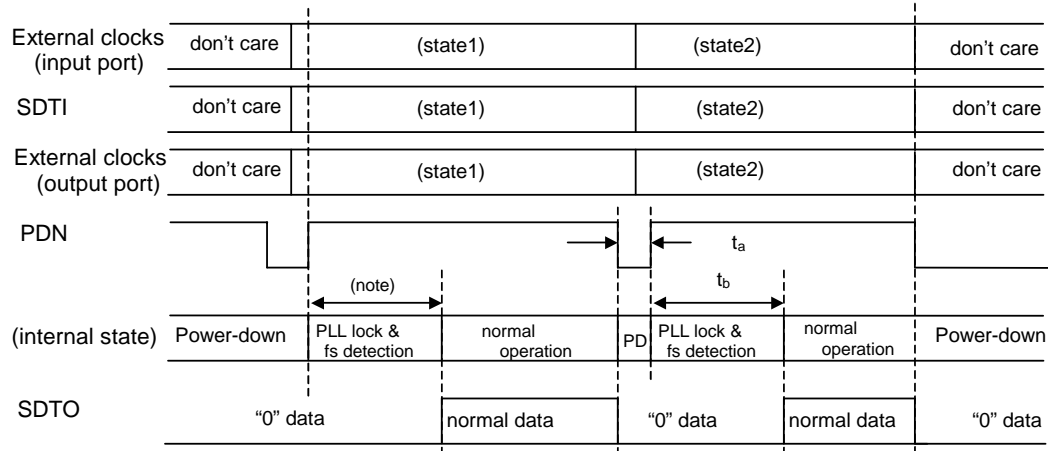 External clocks
(input port)
don’t care
(state1)
(state2)
don’t care
SDTI
don’t care
(state1)
(state2)
don’t care
External clocks
(output port)
don’t care
(state1)
(state2)
don’t care
PDN
ta
(note)
tb
(internal state)
Power-down
PLL lock &
fs detection
normal
operation
PD
PLL lock &
fs detection
normal
operation
Power-down
SDTO
“0” data
normal data
“0” data
normal data
“0” data